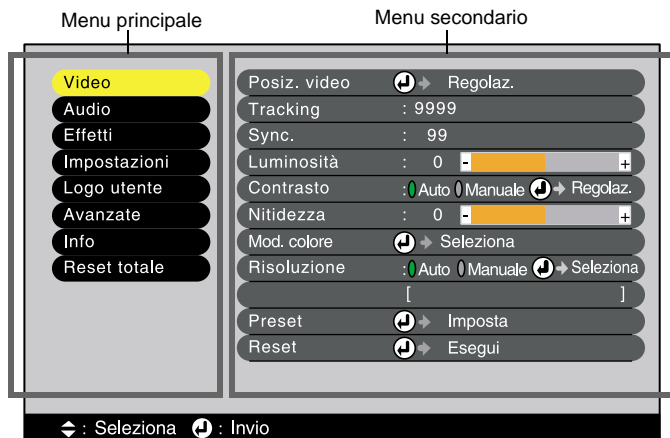 Menu principale
Menu secondario
Video
Audio
Effetti
Impostazioni
Logo utente
Avanzate
Info
Reset totale
Posiz. video Regolaz.
Tracking : 9999
Sync. : 99
Luminosità : 0 - +
Contrasto : Auto Manuale Regolaz.
Nitidezza : 0 - +
Mod. colore Seleziona
Risoluzione : Auto Manuale Seleziona
[ ]
Preset Imposta
Reset Esegui
: Seleziona : Invio